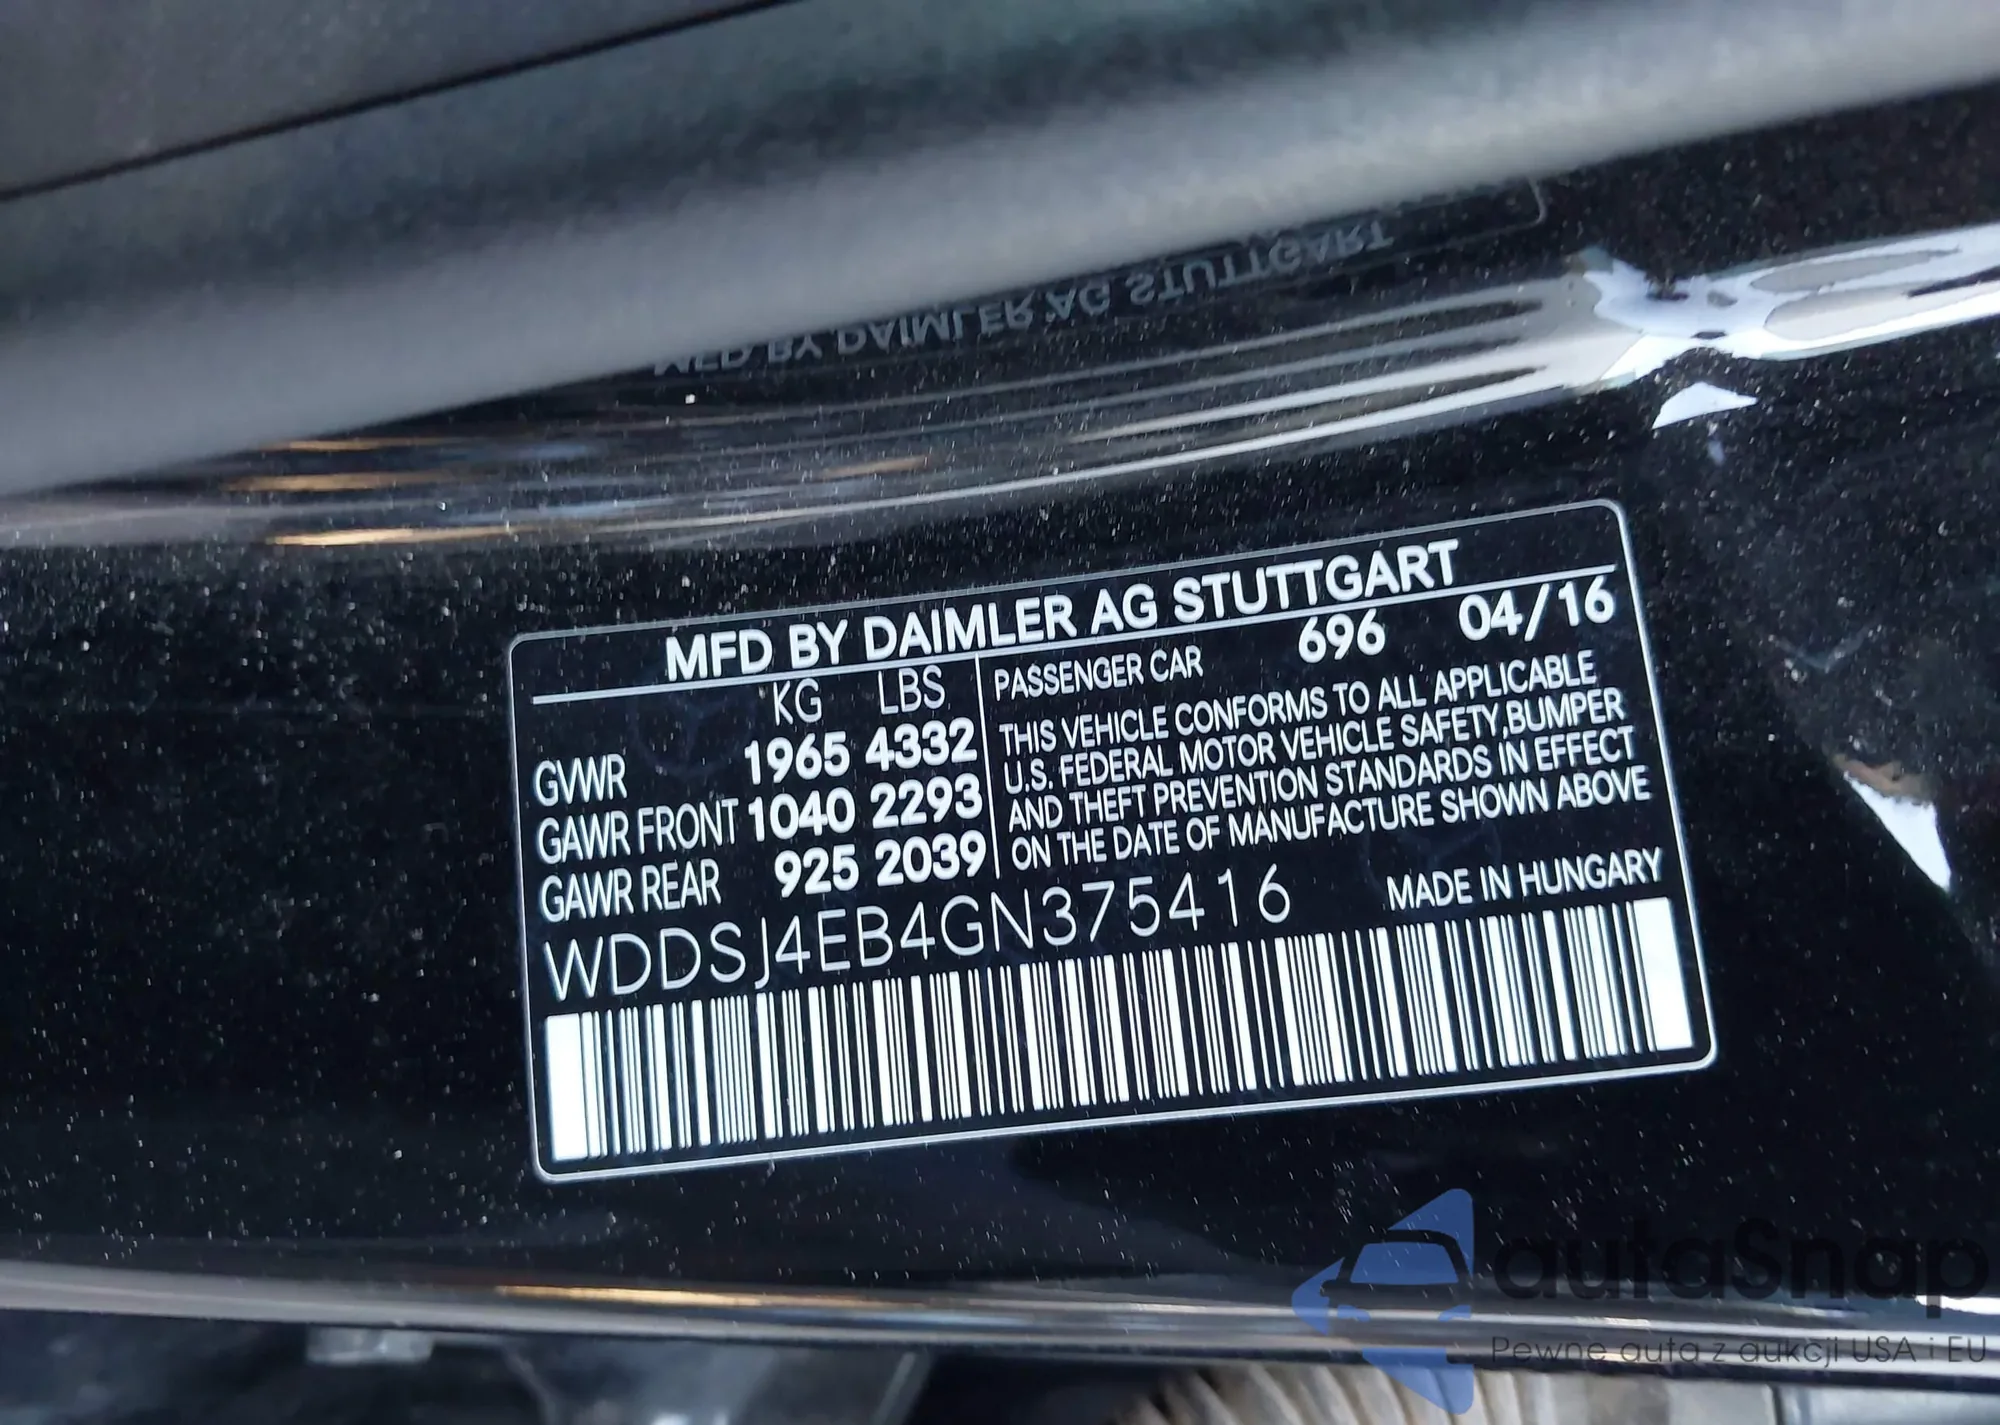 MFD BY DAIMLER AG STUTTGART
MFD BY DAIMLER AG STUTTGART
KG LBS
GVWR 1965 4332
GAWR FRONT 1040 2293
GAWR REAR 925 2039
PASSENGER CAR 696 04/16
THIS VEHICLE CONFORMS TO ALL APPLICABLE
U.S. FEDERAL MOTOR VEHICLE SAFETY,BUMPER
AND THEFT PREVENTION STANDARDS IN EFFECT
ON THE DATE OF MANUFACTURE SHOWN ABOVE
WDDSJ4EB4GN375416 MADE IN HUNGARY
autaSnap
Pewne auta z aukcji USA i EU